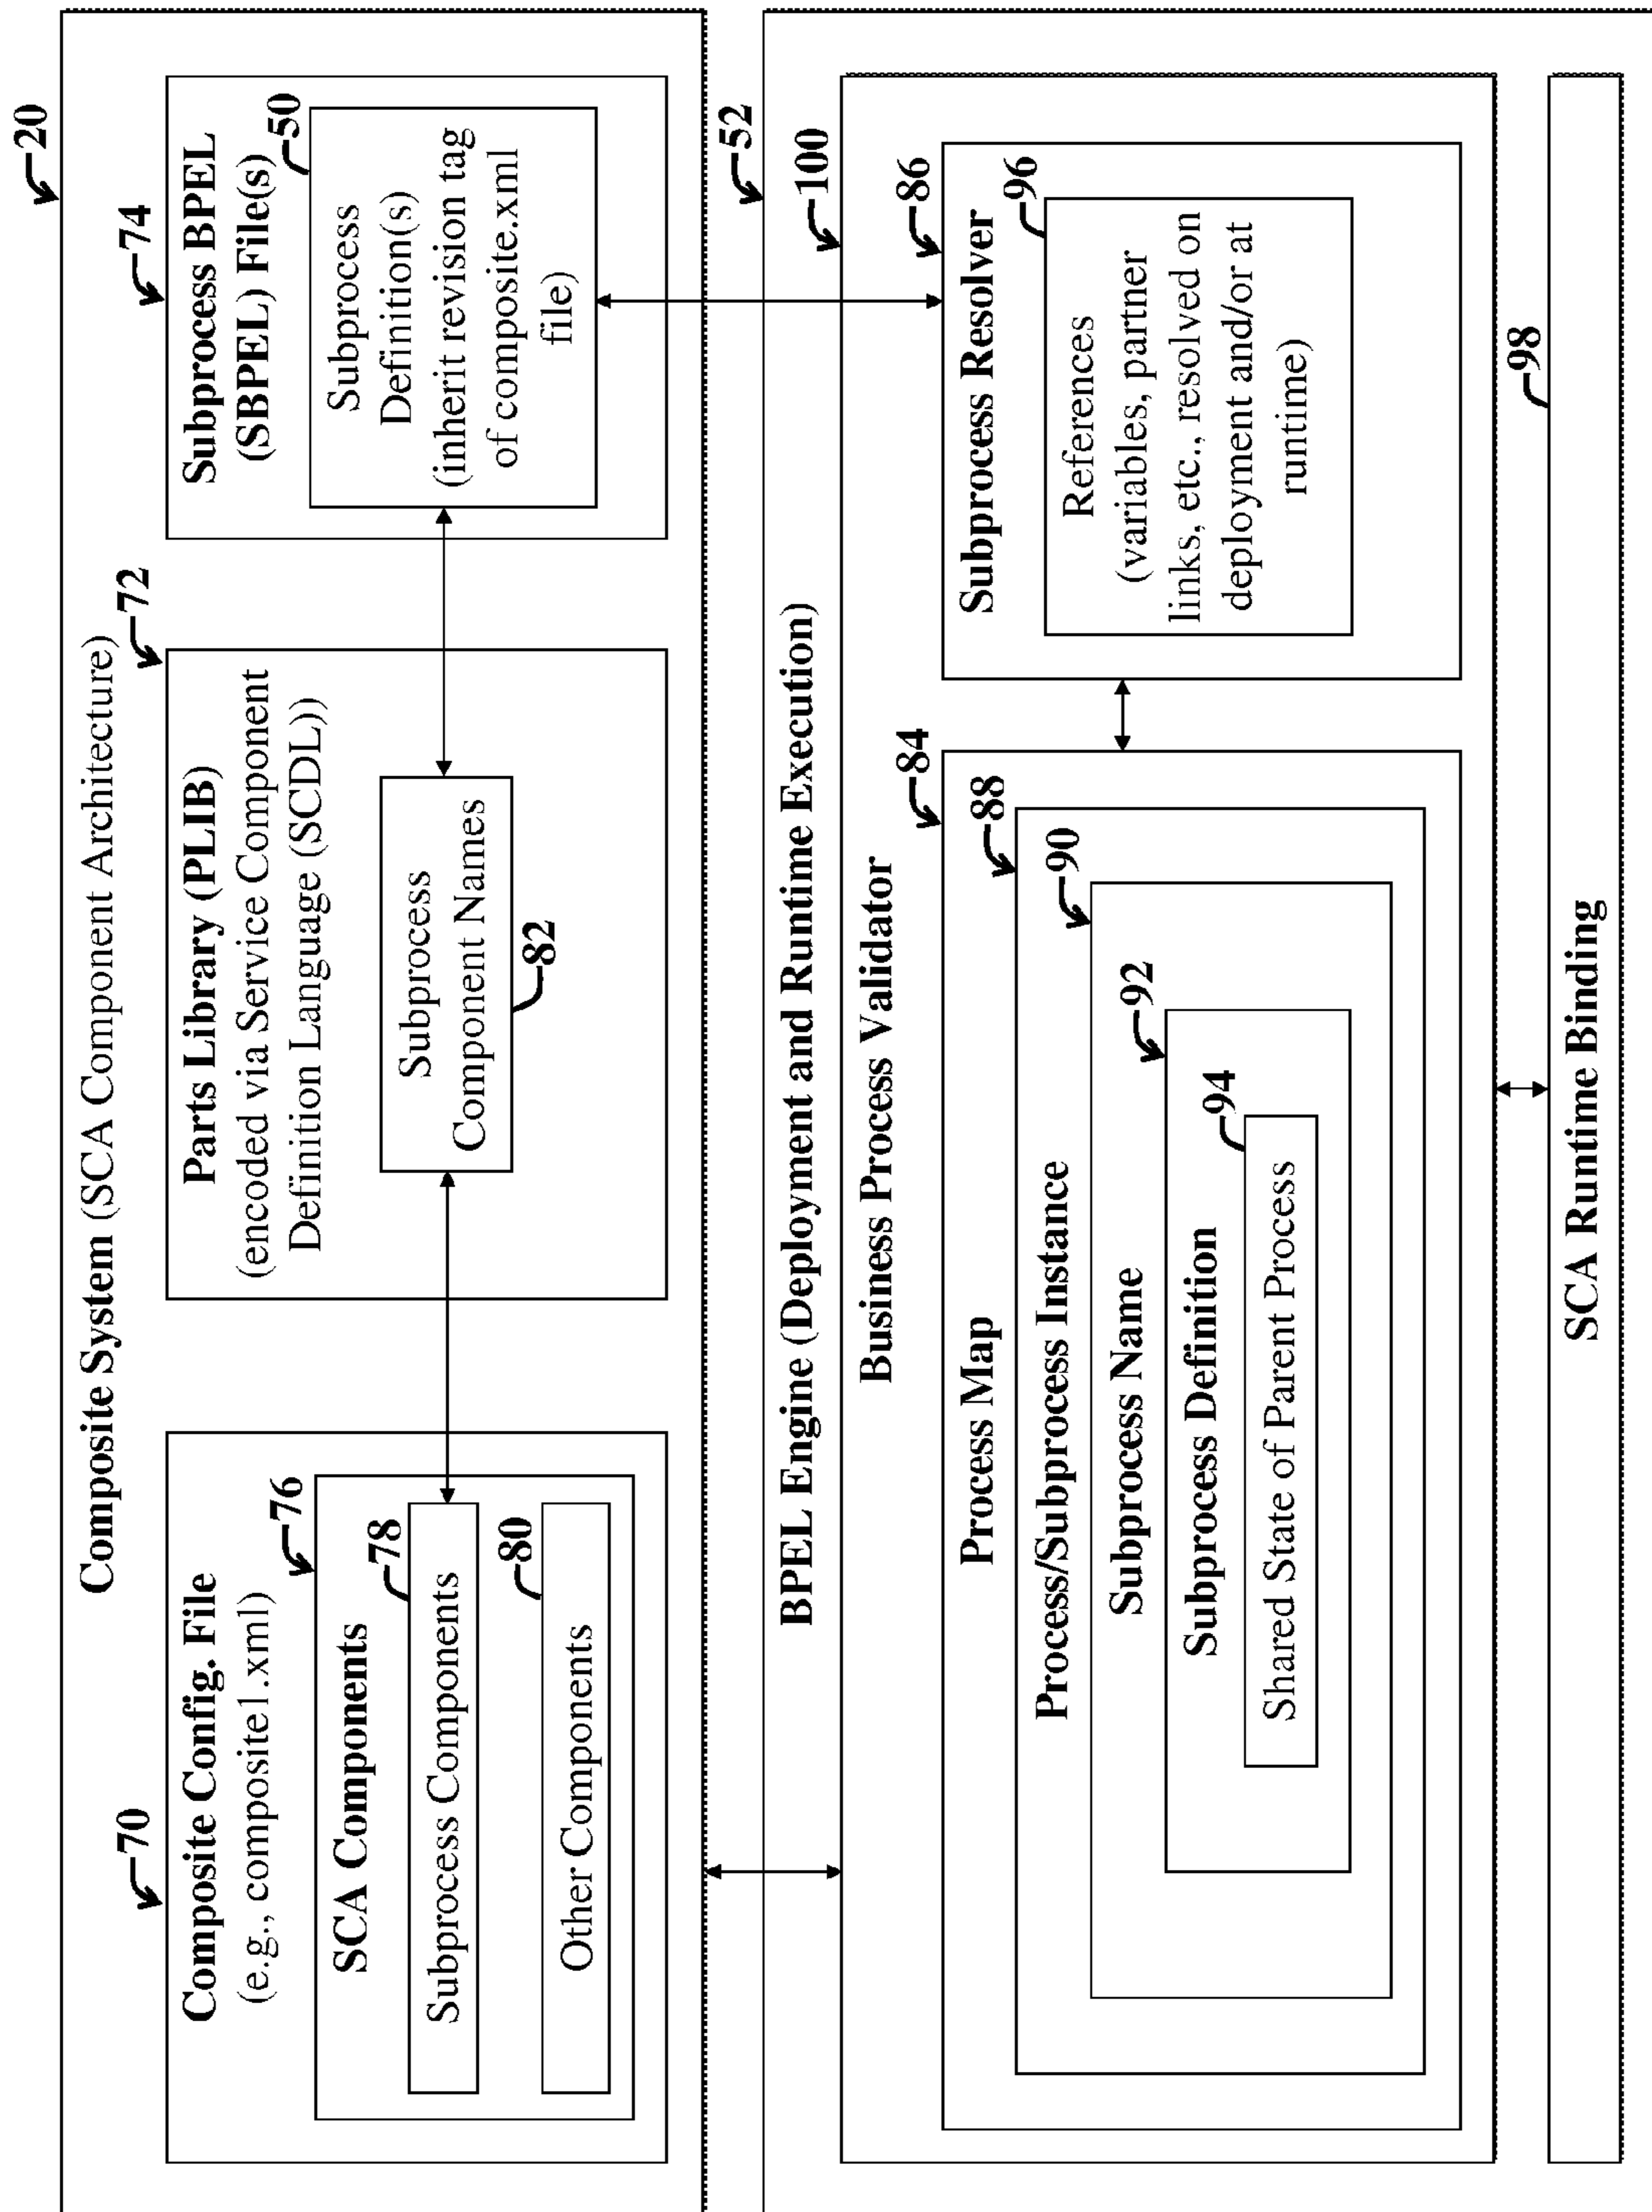 20
Composite System (SCA Component Architecture)
70
Composite Config. File
(e.g., composite1.xml)
76
SCA Components
78
Subprocess Components
80
Other Components
72
Parts Library (PLIB)
(encoded via Service Component
Definition Language (SCDL))
Subprocess
Component Names
82
74
Subprocess BPEL
(SBPEL) File(s)
50
Subprocess
Definition(s)
(inherit revision tag
of composite.xml
file)
52
BPEL Engine (Deployment and Runtime Execution)
100
Business Process Validator
84
Process Map
88
Process/Subprocess Instance
90
Subprocess Name
92
Subprocess Definition
94
Shared State of Parent Process
86
Subprocess Resolver
96
References
(variables, partner
links, etc., resolved on
deployment and/or at
runtime)
98
SCA Runtime Binding